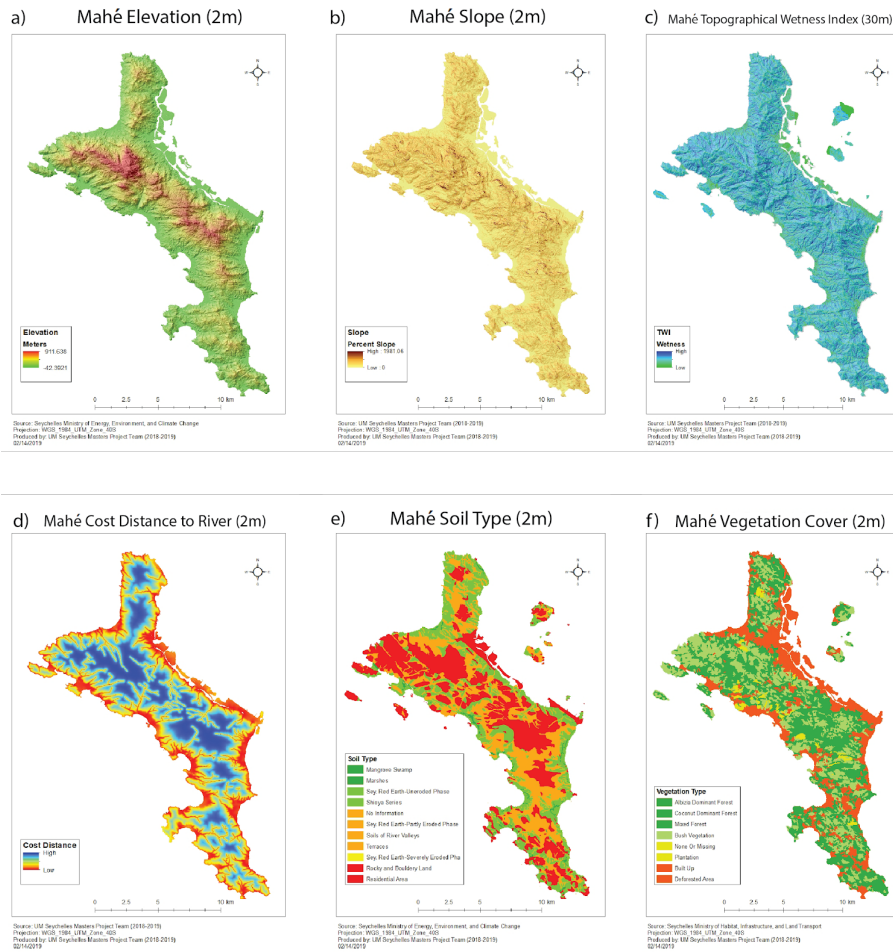 a) Mahé Elevation (2m)
b) Mahé Slope (2m)
c) Mahé Topographical Wetness Index (30m)
N
W E
S
N
W E
S
N
W E
S
Elevation
Meters
911.638
-42.3921
Slope
Percent Slope
High : 1981.06
Low : 0
TWI
Wetness
High
Low
0 2.5 5 10 km
0 2.5 5 10 km
0 2.5 5 10 km
Source: Seychelles Ministry of Energy, Environment, and Climate Change
Projection: WGS_1984_UTM_Zone_40S
Produced by: UM Seychelles Masters Project Team (2018-2019)
02/14/2019
Source: UM Seychelles Masters Project Team (2018-2019)
Projection: WGS_1984_UTM_Zone_40S
Produced by: UM Seychelles Masters Project Team (2018-2019)
02/14/2019
Source: UM Seychelles Masters Project Team (2018-2019)
Projection: WGS_1984_UTM_Zone_40S
Produced by: UM Seychelles Masters Project Team (2018-2019)
02/14/2019
d) Mahé Cost Distance to River (2m)
e) Mahé Soil Type (2m)
f) Mahé Vegetation Cover (2m)
N
W E
S
N
W E
S
N
W E
S
Cost Distance
High
Low
Soil Type
Mangrove Swamp
Marshes
Sey. Red Earth-Uneroded Phase
Shioya Series
No Information
Sey. Red Earth-Partly Eroded Phase
Soils of River Valleys
Terraces
Sey. Red Earth-Severely Eroded Pha
Rocky and Bouldery Land
Residential Area
Vegetation Type
Albizia Dominant Forest
Coconut Dominant Forest
Mixed Forest
Bush Vegetation
None Or Missing
Plantation
Built Up
Deforested Area
0 2.5 5 10 km
0 2.5 5 10 km
0 2.5 5 10 km
Source: UM Seychelles Masters Project Team (2018-2019)
Projection: WGS_1984_UTM_Zone_40S
Produced by: UM Seychelles Masters Project Team (2018-2019)
02/14/2019
Source: Seychelles Ministry of Energy, Environment, and Climate Change
Projection: WGS_1984_UTM_Zone_40S
Produced by: UM Seychelles Masters Project Team (2018-2019)
02/14/2019
Source: Seychelles Ministry of Habitat, Infrastructure, and Land Transport
Projection: WGS_1984_UTM_Zone_40S
Produced by: UM Seychelles Masters Project Team (2018-2019)
02/14/2019